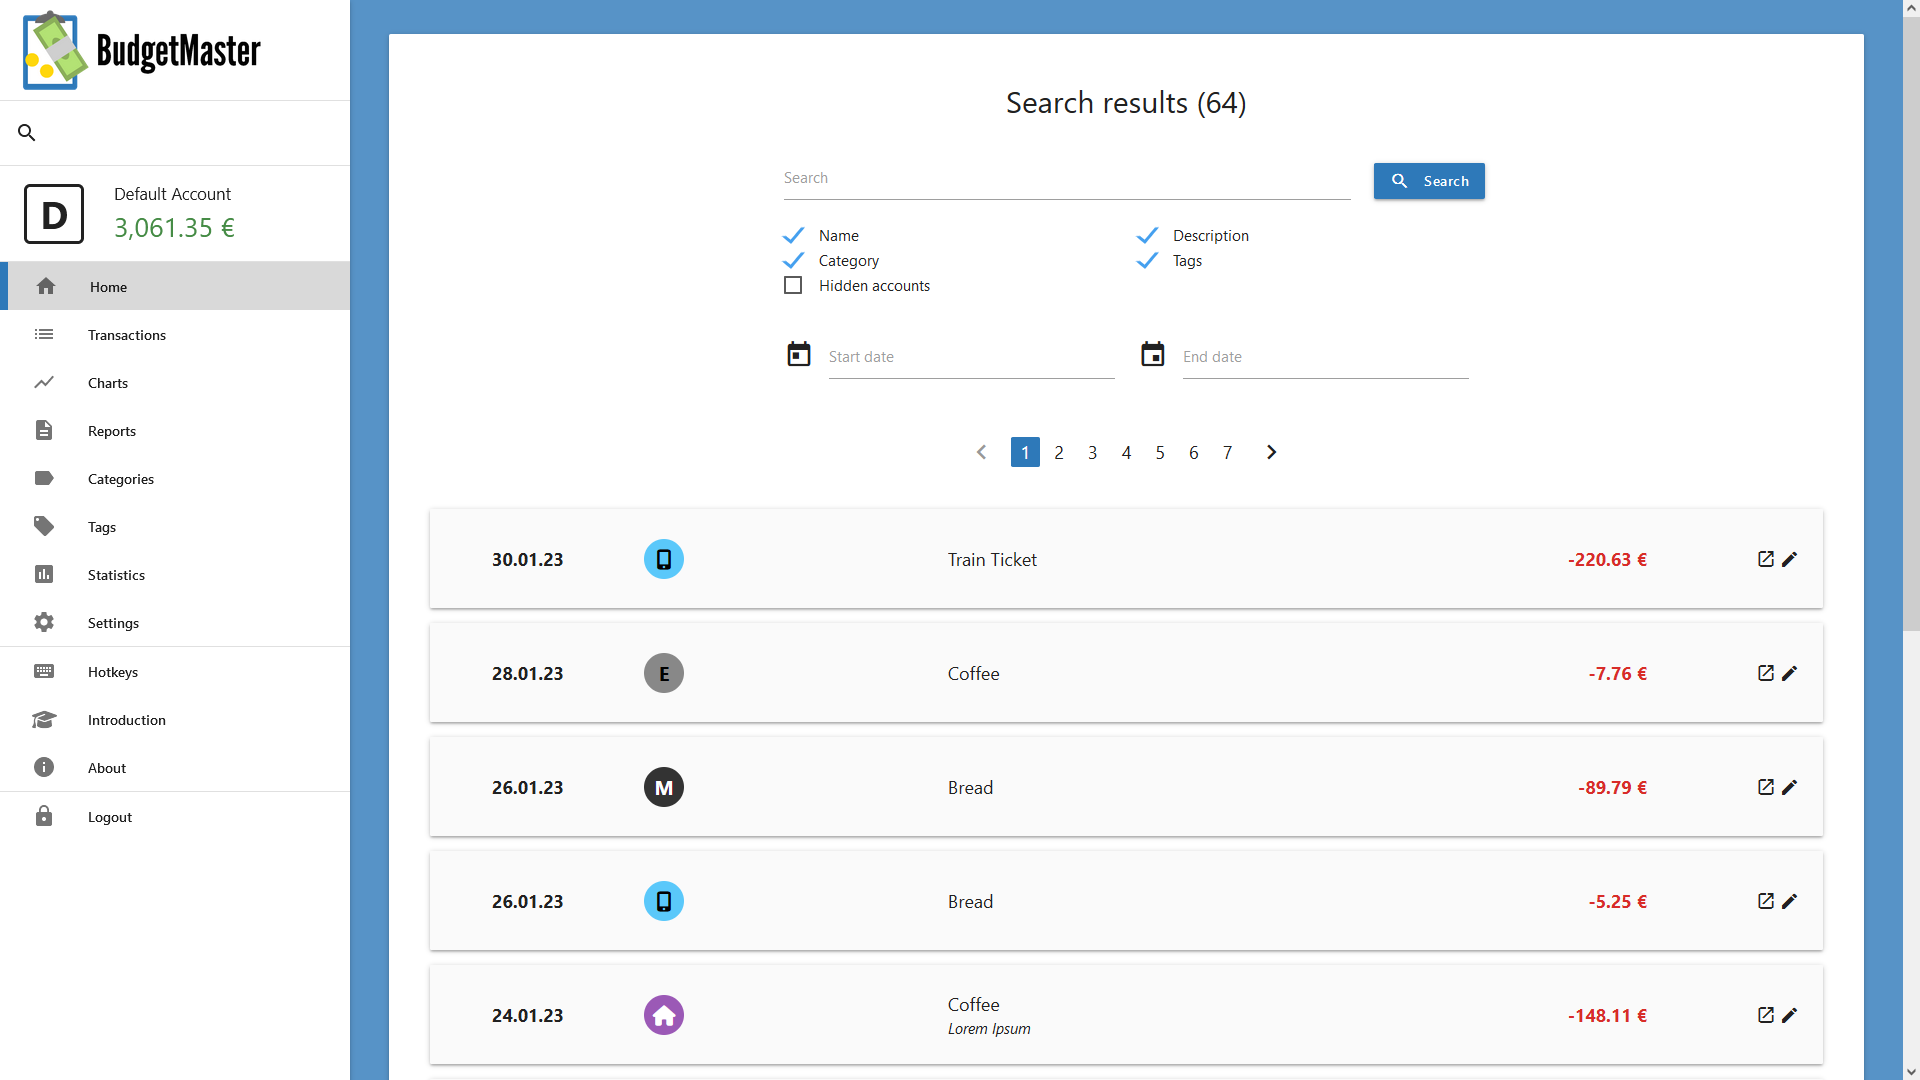 BudgetMaster
D
Default Account
3,061.35 €
Home
Transactions
Charts
Reports
Categories
Tags
Statistics
Settings
Hotkeys
Introduction
About
Logout
Search results (64)
Search
Search
Name
Description
Category
Tags
Hidden accounts
Start date
End date
1 2 3 4 5 6 7
30.01.23 Train Ticket -220.63 €
28.01.23 E Coffee -7.76 €
26.01.23 M Bread -89.79 €
26.01.23 Bread -5.25 €
24.01.23 Coffee -148.11 €
Lorem Ipsum